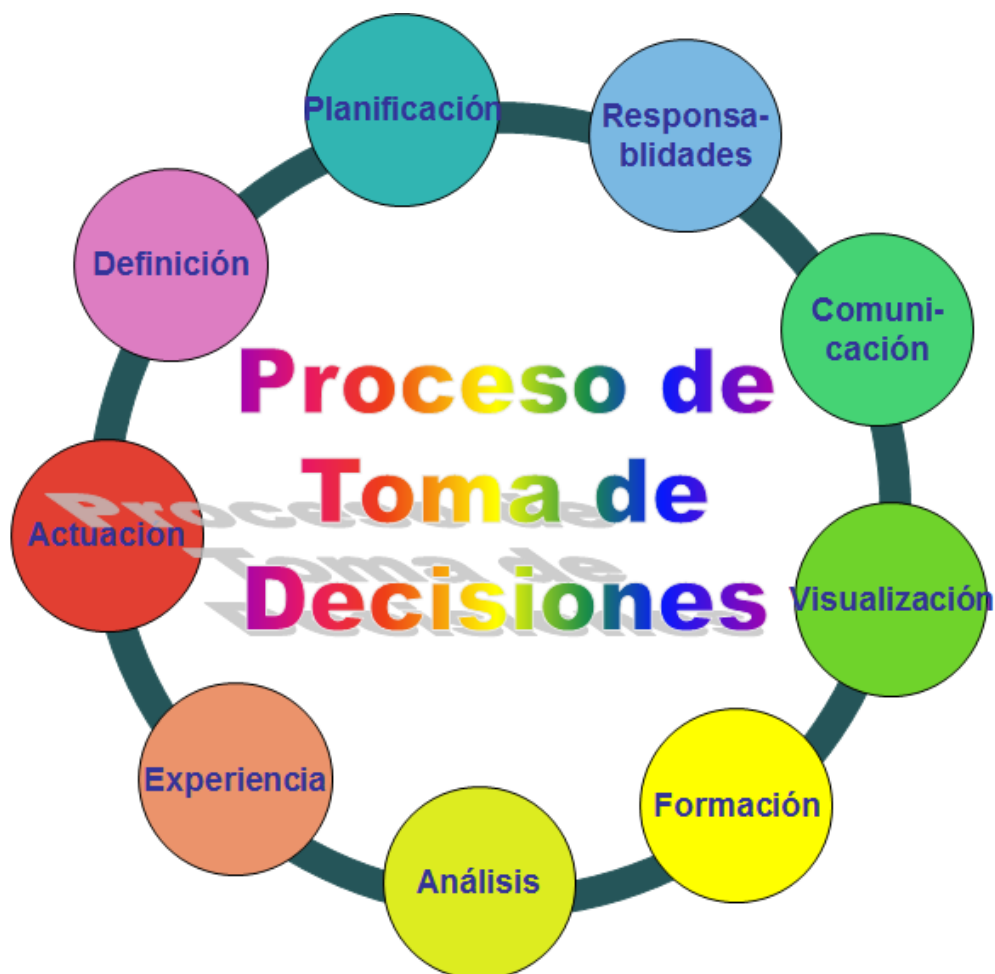 Planificación
Responsa-
blidades
Definición
Comuni-
cación
Proceso de
Toma de
Decisiones
Actuacion
Visualización
Experiencia
Formación
Análisis